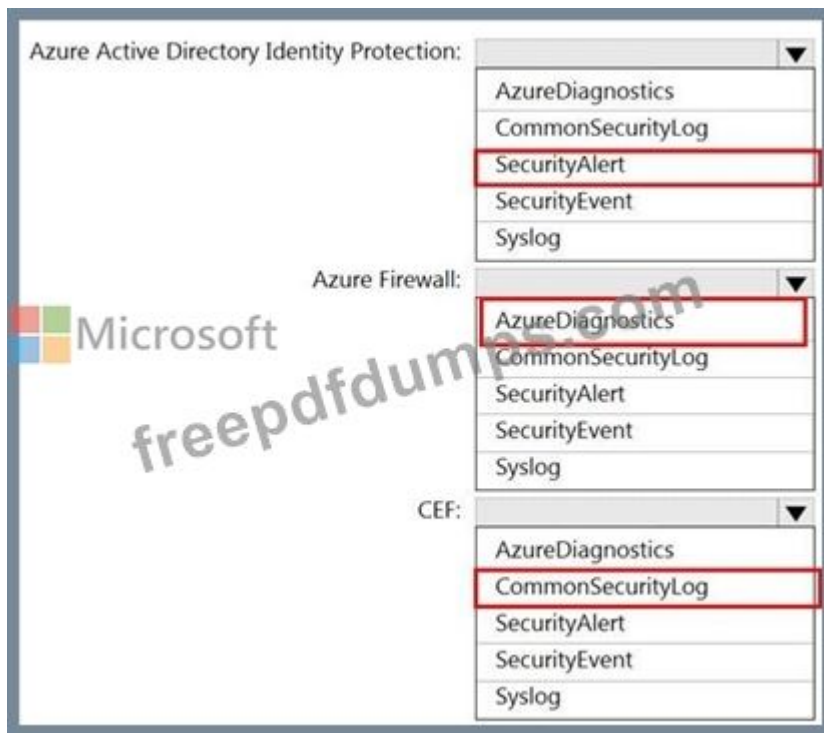 Azure Active Directory Identity Protection:
AzureDiagnostics
CommonSecurityLog
SecurityAlert
SecurityEvent
Syslog
Azure Firewall:
AzureDiagnostics
CommonSecurityLog
SecurityAlert
SecurityEvent
Syslog
Microsoft
freepdfdumps.com
CEF:
AzureDiagnostics
CommonSecurityLog
SecurityAlert
SecurityEvent
Syslog